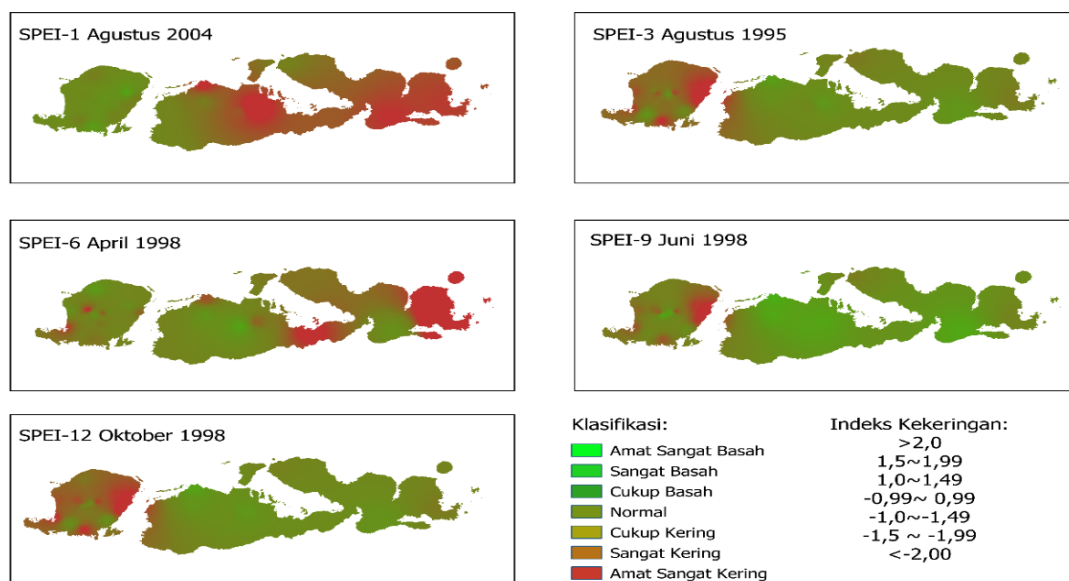 SPEI-1 Agustus 2004
SPEI-3 Agustus 1995
SPEI-6 April 1998
SPEI-9 Juni 1998
SPEI-12 Oktober 1998
Klasifikasi:
Amat Sangat Basah
Sangat Basah
Cukup Basah
Normal
Cukup Kering
Sangat Kering
Amat Sangat Kering
Indeks Kekeringan:
>2,0
1,5~1,99
1,0~1,49
-0,99~ 0,99
-1,0~-1,49
-1,5 ~ -1,99
<-2,00